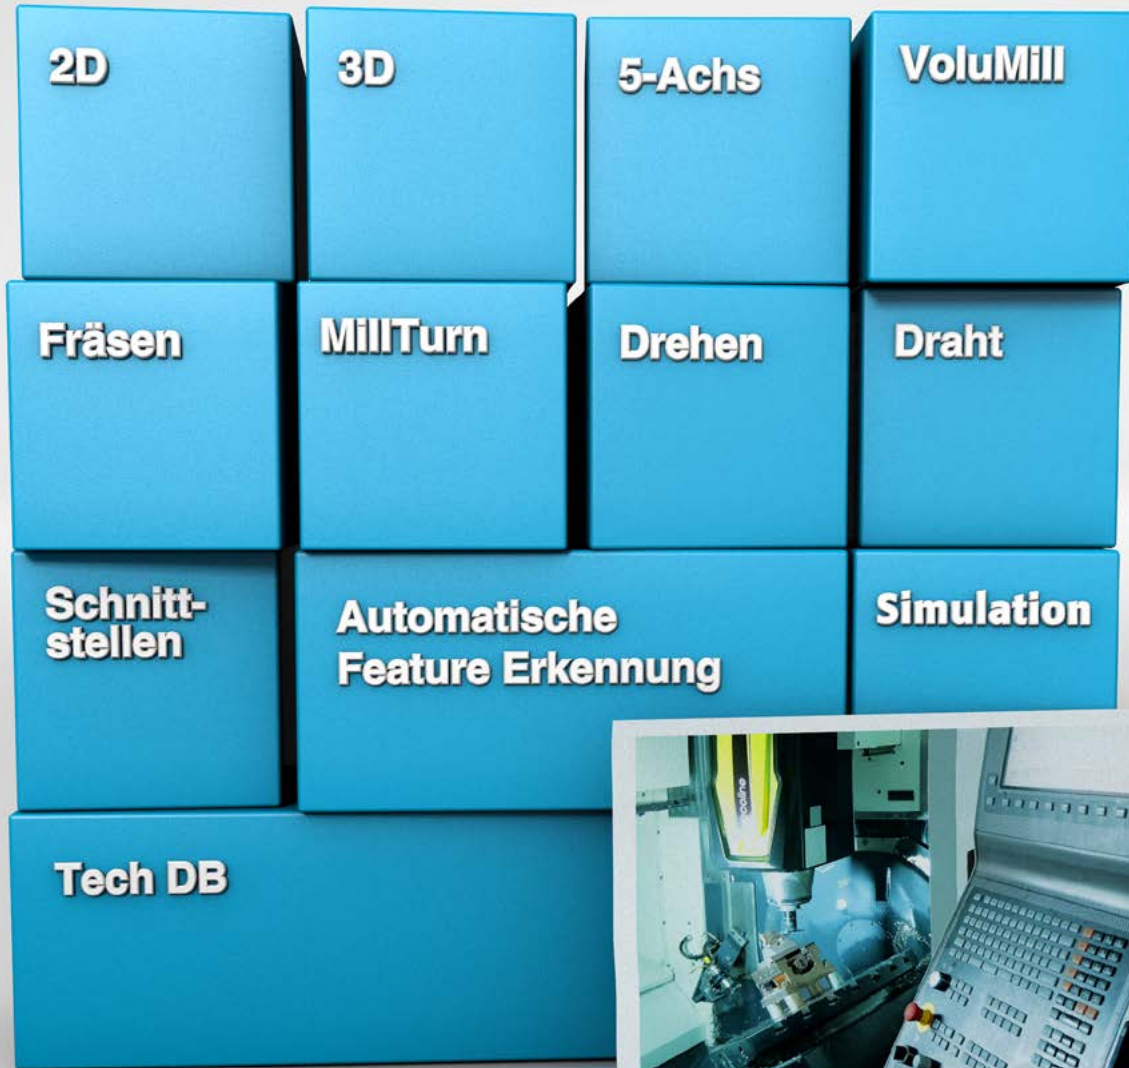 2D
3D
5-Achs
VoluMill
Fräsen
MillTurn
Drehen
Draht
Schnitt-
stellen
Automatische
Feature Erkennung
Simulation
Tech DB